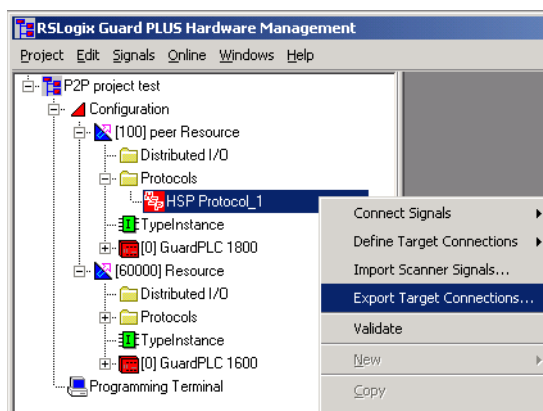 RSLogix Guard PLUS Hardware Management
Project Edit Signals Online Windows Help
P2P project test
Configuration
[100] peer Resource
Distributed I/O
Protocols
HSP Protocol_1
TypeInstance
[0] GuardPLC 1800
[60000] Resource
Distributed I/O
Protocols
TypeInstance
[0] GuardPLC 1600
Programming Terminal
Connect Signals
Define Target Connections
Import Scanner Signals...
Export Target Connections...
Validate
New
Copy